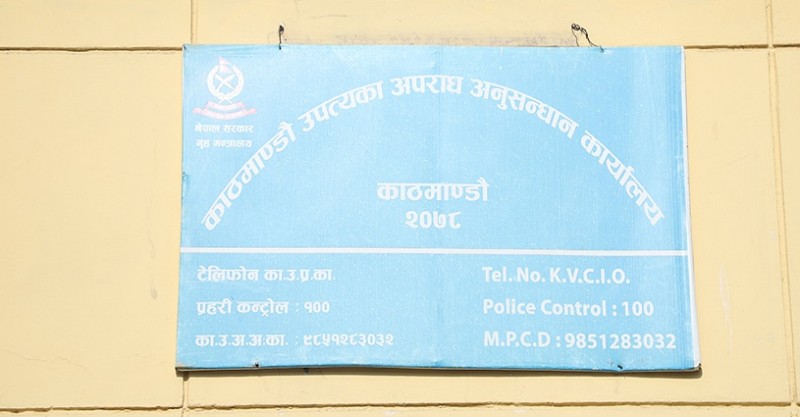 नेपाल सरकार
गृह मन्त्रालय
काठमाण्डौ उपत्यका अपराध अनुसन्धान कार्यालय
काठमाण्डौ
२०७८
टेलिफोन का.उ.प्र.का.
प्रहरी कन्ट्रोल : १००
का.उ.अ.अ.का. : ९८५१२८३०३२
Tel. No. K.V.C.I.O.
Police Control : 100
M.P.C.D : 9851283032